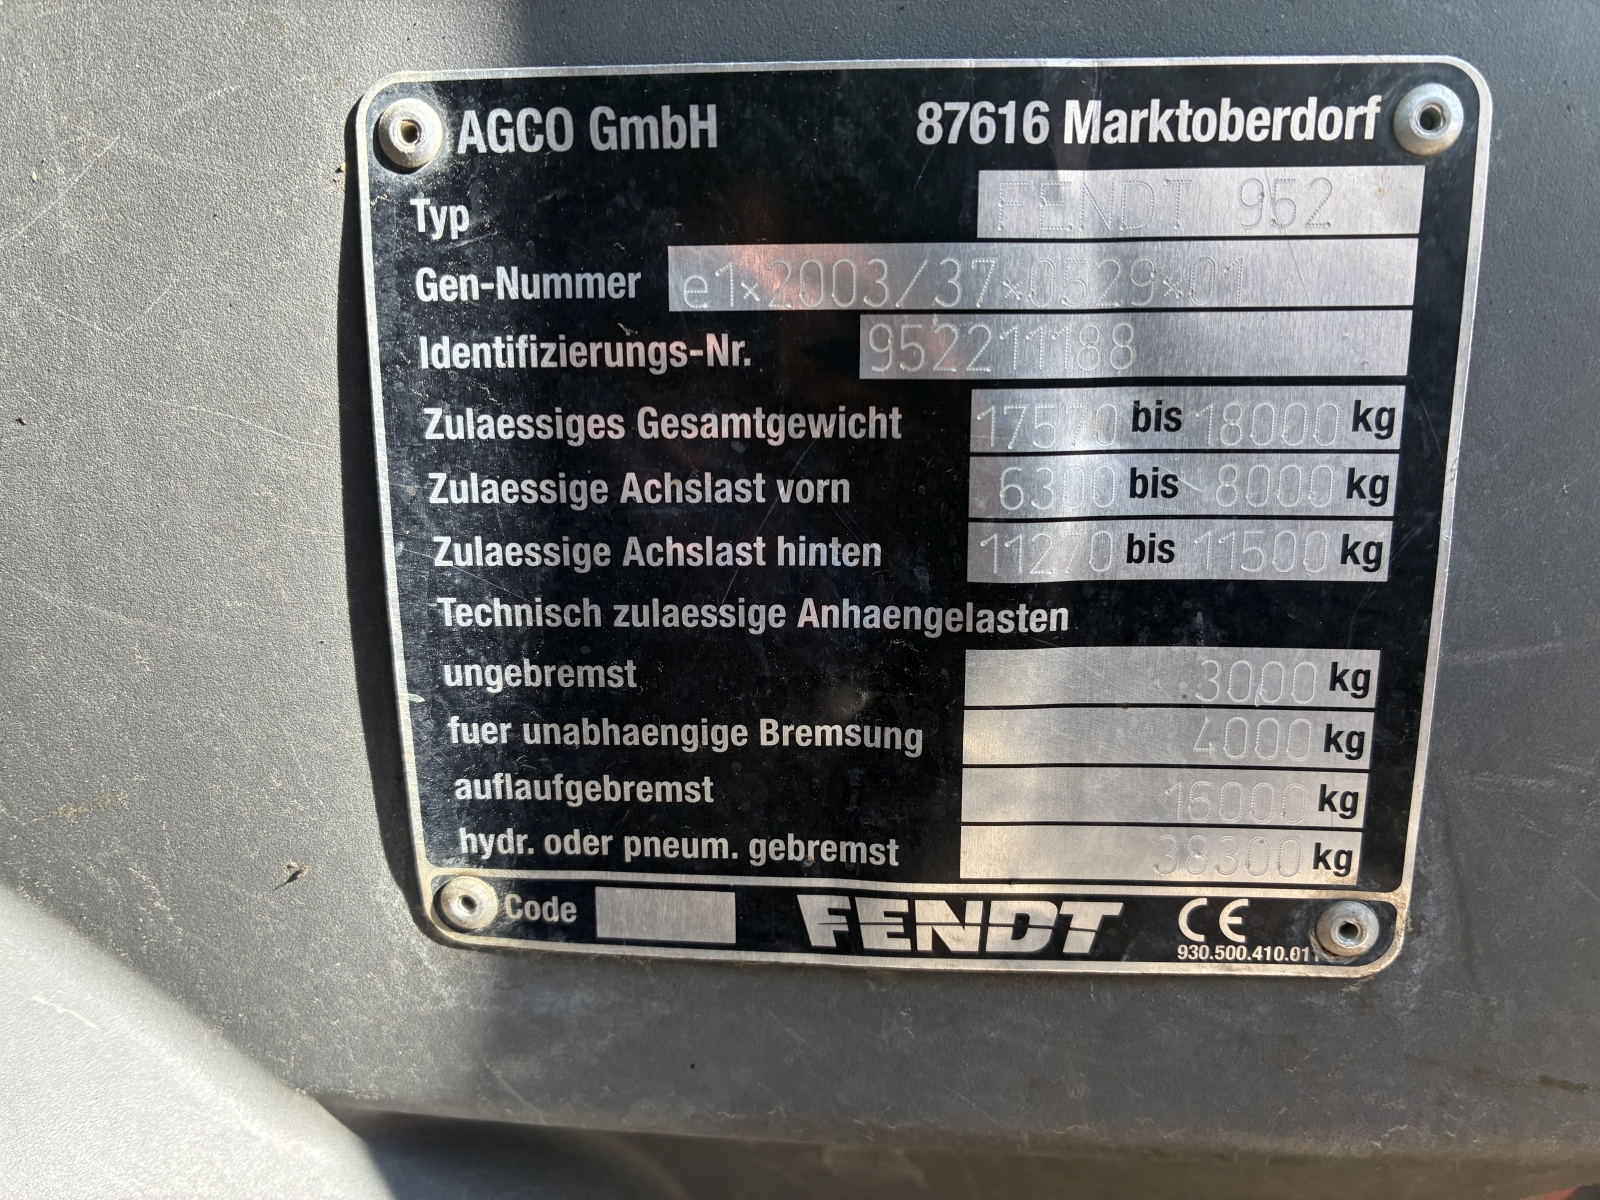 AGCO GmbH 87616 Marktoberdorf
Typ FENDT 952
Gen-Nummer e1*2003/37*0529*01
Identifizierungs-Nr. 952211188
Zulaessiges Gesamtgewicht 17570 bis 18000 kg
Zulaessige Achslast vorn 6300 bis 8000 kg
Zulaessige Achslast hinten 11270 bis 11500 kg
Technisch zulaessige Anhaengelasten
ungebremst 3000 kg
fuer unabhaengige Bremsung 4000 kg
auflaufgebremst 16000 kg
hydr. oder pneum. gebremst 38300 kg
Code FENDT CE
930.500.410.011